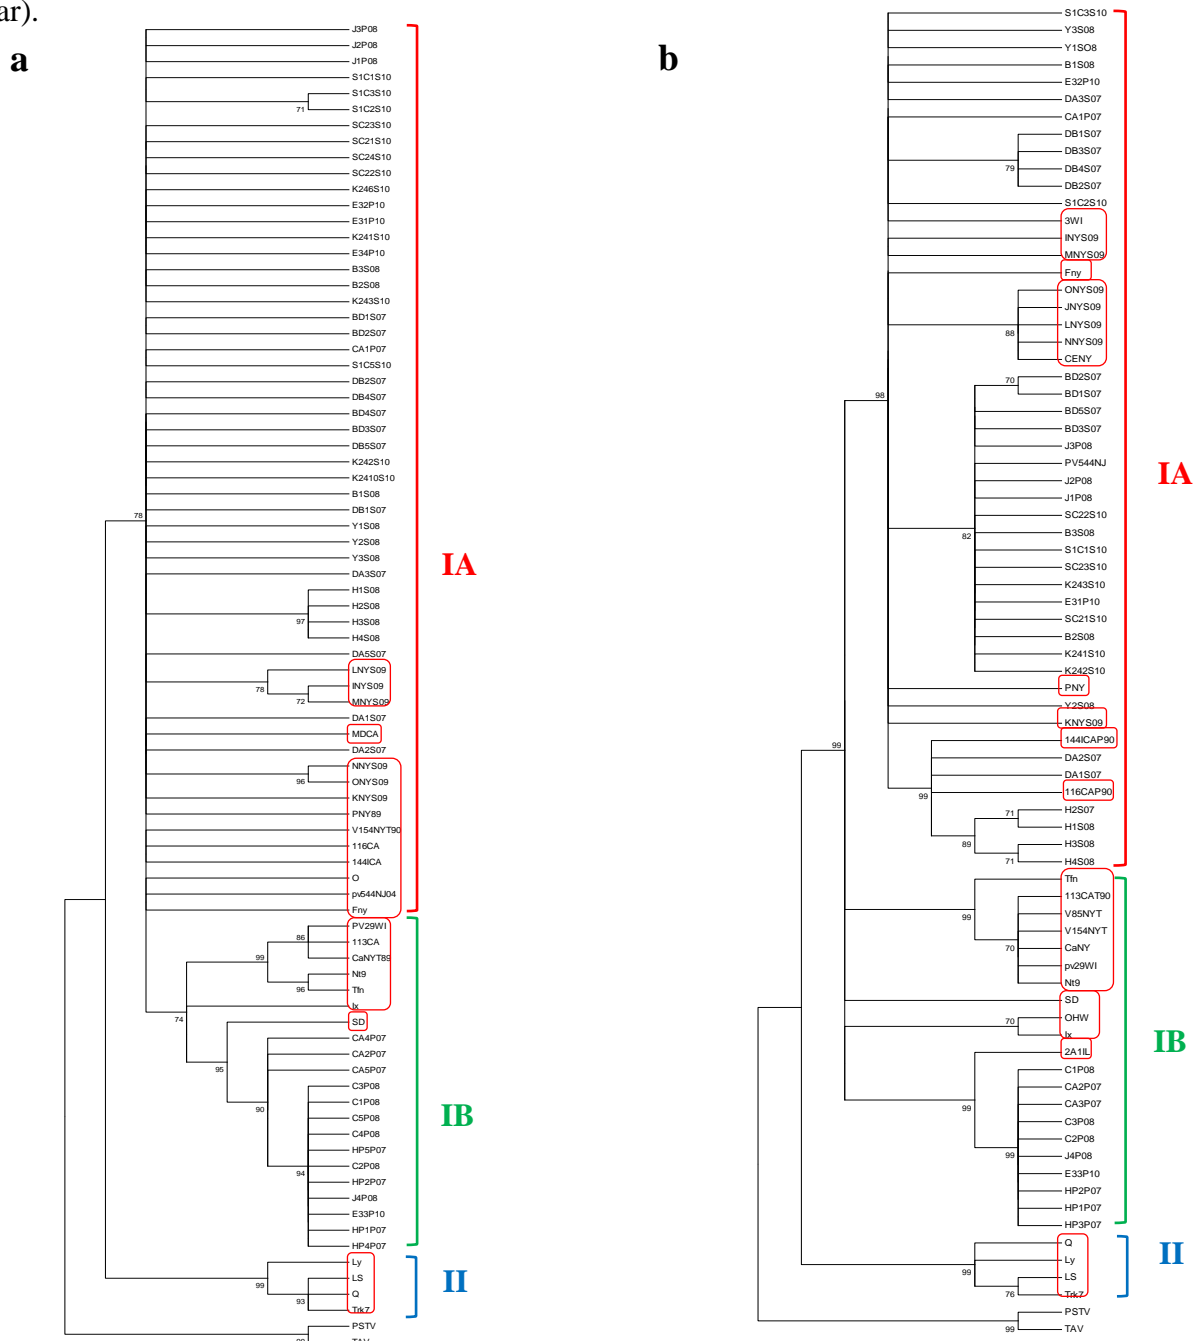 ar).
a
J3P08
J2P08
J1P08
S1C1S10
S1C3S10
71
S1C2S10
SC23S10
SC21S10
SC24S10
SC22S10
K246S10
E32P10
E31P10
K241S10
E34P10
B3S08
B2S08
K243S10
BD1S07
BD2S07
CA1P07
S1C5S10
DB2S07
DB4S07
BD4S07
BD3S07
DB5S07
K242S10
K2410S10
B1S08
DB1S07
78
Y1S08
Y2S08
Y3S08
IA
DA3S07
H1S08
H2S08
97
H3S08
H4S08
DA5S07
LNYS09
78
INYS09
72
MNYS09
DA1S07
MDCA
DA2S07
NNYS09
96
ONYS09
KNYS09
PNY89
V154NYT90
116CA
144ICA
O
pv544NJ04
Fny
PV29WI
86
113CA
99
CaNYT89
Nt9
96
Tfn
Ix
74
SD
CA4P07
CA2P07
95
CA5P07
C3P08
90
C1P08
IB
C5P08
C4P08
HP5P07
C2P08
94
HP2P07
J4P08
E33P10
HP1P07
HP4P07
Ly
99
LS
II
Q
93
Trk7
PSTV
99
TAV
b
S1C3S10
Y3S08
Y1SO8
B1S08
E32P10
DA3S07
CA1P07
DB1S07
DB3S07
79
DB4S07
DB2S07
S1C2S10
3WI
INYS09
MNYS09
Fny
ONYS09
JNYS09
LNYS09
88
NNYS09
CENY
BD2S07
70
BD1S07
98
BD5S07
BD3S07
J3P08
PV544NJ
IA
J2P08
J1P08
SC22S10
B3S08
82
S1C1S10
SC23S10
K243S10
E31P10
SC21S10
B2S08
K241S10
K242S10
PNY
Y2S08
KNYS09
144ICAP90
99
DA2S07
DA1S07
116CAP90
99
H2S07
71
H1S08
89
H3S08
71
H4S08
Tfn
113CAT90
99
V85NYT
V154NYT
70
CaNY
pv29WI
Nt9
SD
OHW
70
Ix
IB
2A1IL
C1P08
CA2P07
99
CA3P07
C3P08
C2P08
99
J4P08
E33P10
HP2P07
HP1P07
HP3P07
Q
II
Ly
99
LS
76
Trk7
PSTV
99
TAV